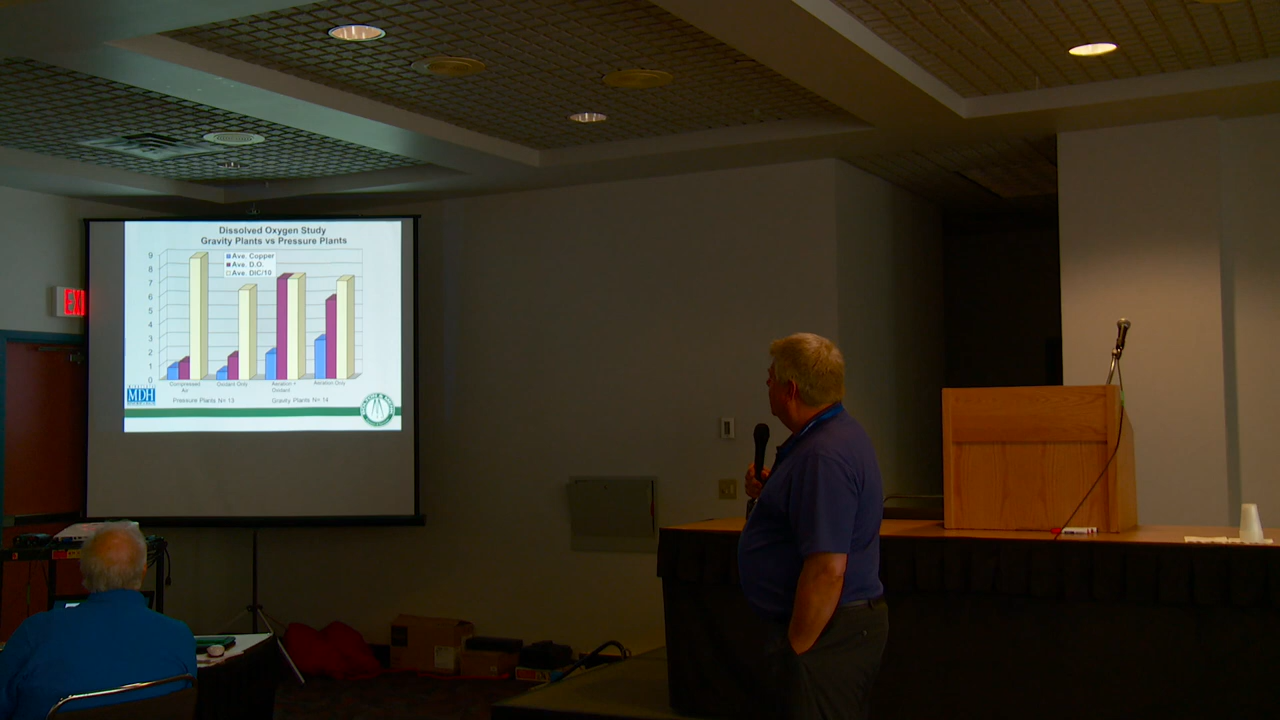 Dissolved Oxygen Study
Gravity Plants vs Pressure Plants
Ave. Copper
Ave. D.O.
Ave. DIC/10
9
8
7
6
5
4
3
2
1
0
Compressed Air
Oxidant Only
Aeration + Oxidant
Aeration Only
Pressure Plants N= 13
Gravity Plants N= 14
MDH
EXI